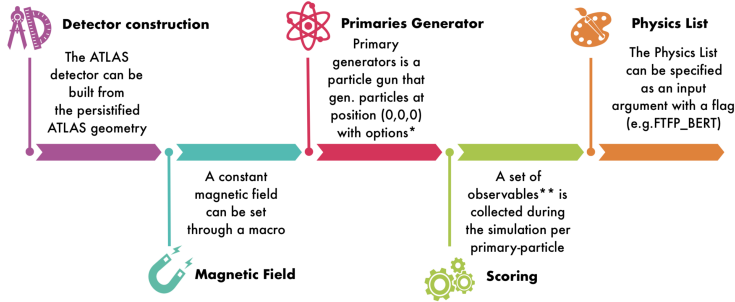 Detector construction
The ATLAS
detector can be
built from
the persistified
ATLAS geometry
A constant
magnetic field
can be set
through a macro
Magnetic Field
Primaries Generator
Primary
generators is a
particle gun that
gen. particles at
position (0,0,0)
with options*
A set of
observables** is
collected during
the simulation per
primary-particle
Scoring
Physics List
The Physics List
can be specified
as an input
argument with a flag
(e.g.FTFP_BERT)